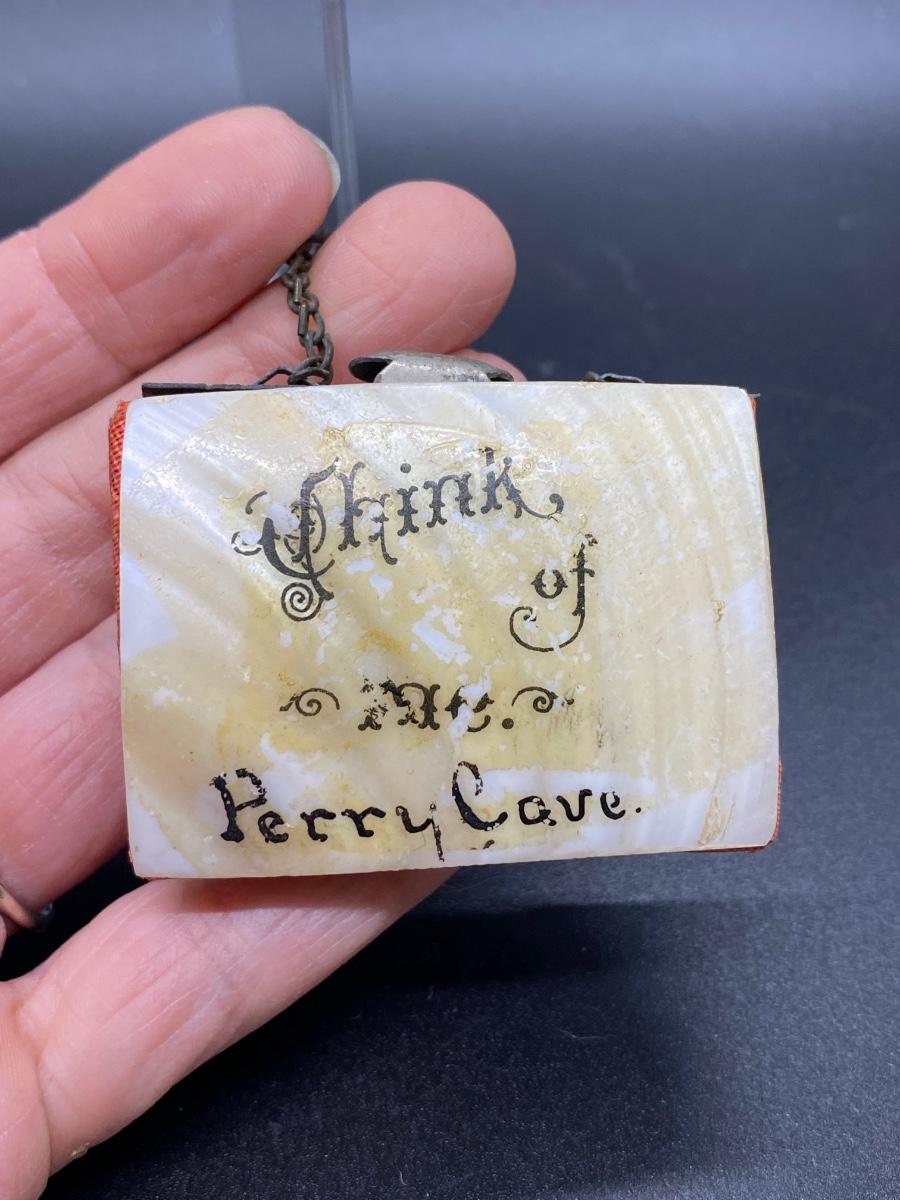 Think
of
me.
Perry Cave.